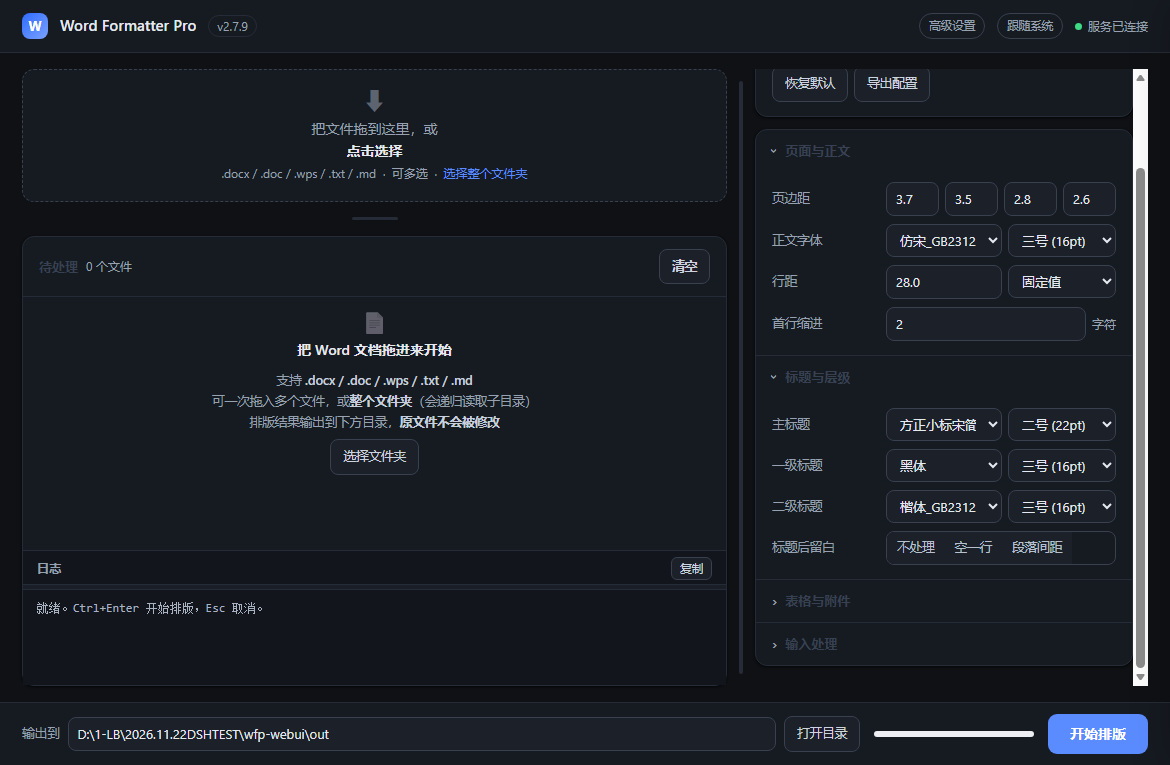 W Word Formatter Pro v2.7.9 高级设置 跟随系统 服务已连接
把文件拖到这里，或
点击选择
.docx / .doc / .wps / .txt / .md · 可多选 · 选择整个文件夹
待处理 0 个文件 清空
把 Word 文档拖进来开始
支持 .docx / .doc / .wps / .txt / .md
可一次拖入多个文件，或整个文件夹（会递归读取子目录）
排版结果输出到下方目录，原文件不会被修改
选择文件夹
日志 复制
就绪。Ctrl+Enter 开始排版，Esc 取消。
恢复默认 导出配置
页面与正文
页边距 3.7 3.5 2.8 2.6
正文字体 仿宋_GB2312 三号 (16pt)
行距 28.0 固定值
首行缩进 2 字符
标题与层级
主标题 方正小标宋简 二号 (22pt)
一级标题 黑体 三号 (16pt)
二级标题 楷体_GB2312 三号 (16pt)
标题后留白 不处理 空一行 段落间距
表格与附件
输入处理
输出到 D:\1-LB\2026.11.22DSHTEST\wfp-webui\out 打开目录 开始排版